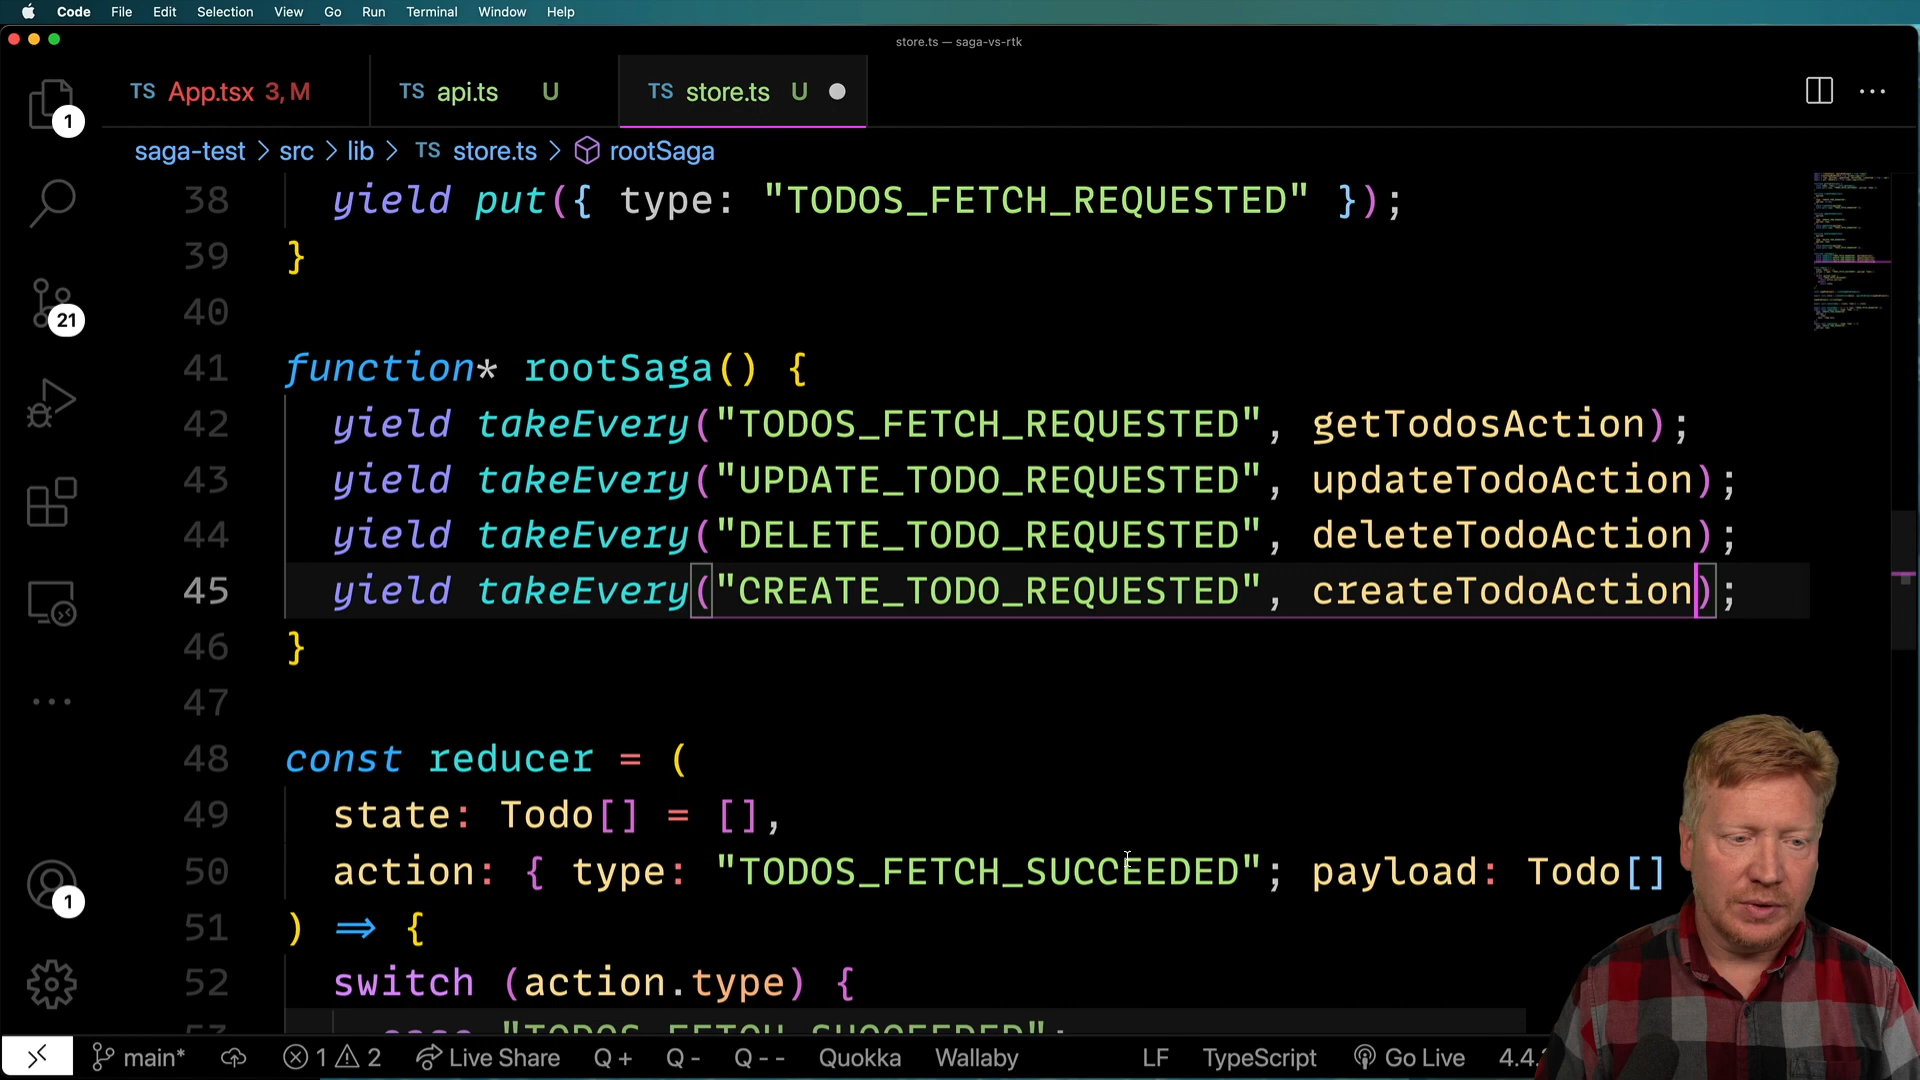 Code File Edit Selection View Go Run Terminal Window Help
store.ts — saga-vs-rtk
TS App.tsx 3, M TS api.ts U TS store.ts U
1
saga-test > src > lib > TS store.ts > rootSaga
38 yield put({ type: "TODOS_FETCH_REQUESTED" });
39 }
40
21
41 function* rootSaga() {
42 yield takeEvery("TODOS_FETCH_REQUESTED", getTodosAction);
43 yield takeEvery("UPDATE_TODO_REQUESTED", updateTodoAction);
44 yield takeEvery("DELETE_TODO_REQUESTED", deleteTodoAction);
45 yield takeEvery("CREATE_TODO_REQUESTED", createTodoAction);
46 }
47
48 const reducer = (
49 state: Todo[] = [],
50 action: { type: "TODOS_FETCH_SUCCEEDED"; payload: Todo[]
1
51 ) ⇒ {
52 switch (action.type) {
53 case "TODOS_FETCH_SUCCEEDED":
main* 1 2 Live Share Q + Q - Q - - Quokka Wallaby LF TypeScript Go Live 4.4.